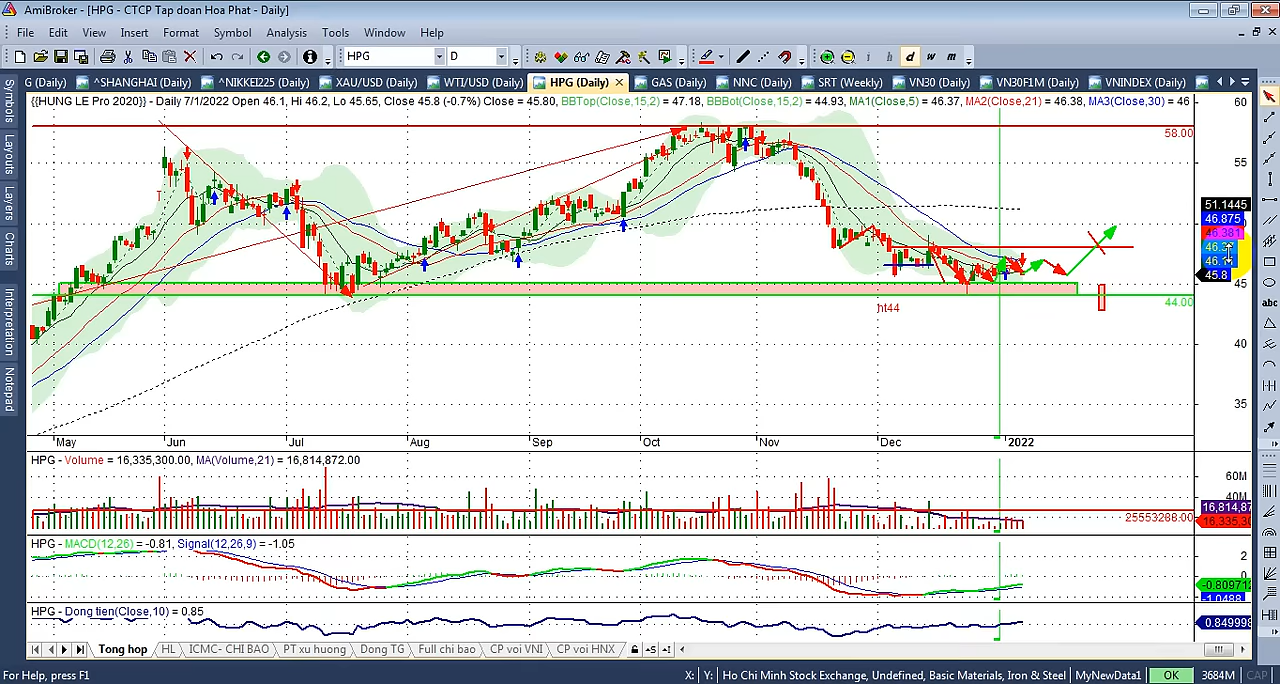 AmiBroker - [HPG - CTCP Tap doan Hoa Phat - Daily]
File Edit View Insert Format Symbol Analysis Tools Window Help
HPG D i h d w m
G (Daily) ^SHANGHAI (Daily) ^NIKKEI225 (Daily) XAU/USD (Daily) WTI/USD (Daily) HPG (Daily) GAS (Daily) NNC (Daily) SRT (Weekly) VN30 (Daily) VN30F1M (Daily) VNINDEX (Daily)
Symbols
Layouts
Layers
Charts
Interpretation
Notepad
{{HUNG LE Pro 2020}} - Daily 7/1/2022 Open 46.1, Hi 46.2, Lo 45.65, Close 45.8 (-0.7%) Close = 45.80, BBTop(Close,15,2) = 47.18, BBBot(Close,15,2) = 44.93, MA1(Close,5) = 46.37, MA2(Close,21) = 46.38, MA3(Close,30) = 46
60
58.00
55
51.1445
46.875
46.381
45.8
45
44.00
ht44
40
35
abc
May Jun Jul Aug Sep Oct Nov Dec 2022
HPG - Volume = 16,335,300.00, MA(Volume,21) = 16,814,872.00
60M
40M
16,814,87
25553268.00
16,335,30
HPG - MACD(12,26) = -0.81, Signal(12,26,9) = -1.05
2
0
-0.809712
-1.0488
HPG - Dong tien(Close,10) = 0.85
0.849998
Tong hop HL ICMC- CHI BAO PT xu huong Dong TG Full chi bao CP voi VNI CP voi HNX
For Help, press F1 X: Y: Ho Chi Minh Stock Exchange, Undefined, Basic Materials, Iron & Steel MyNewData1 OK 3684M CAP